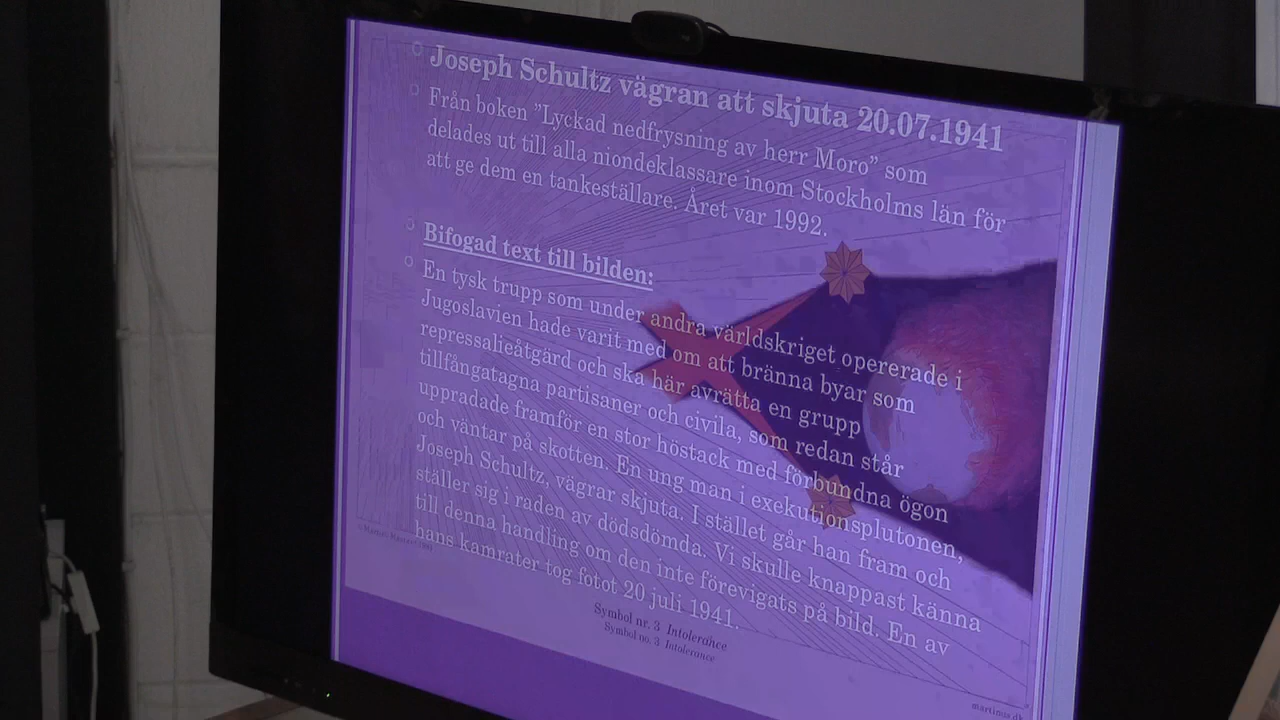 Joseph Schultz vägran att skjuta 20.07.1941
Från boken ”Lyckad nedfrysning av herr Moro” som
delades ut till alla niondeklassare inom Stockholms län för
att ge dem en tankeställare. Året var 1992.
Bifogad text till bilden:
En tysk trupp som under andra världskriget opererade i
Jugoslavien hade varit med om att bränna byar som
repressalieåtgård och ska här avrätta en grupp
tillfångatagna partisaner och civila, som redan står
uppradade framför en stor höstack med förbundna ögon
och väntar på skotten. En ung man i exekutionsplutonen,
Joseph Schultz, vägrar skjuta. I stället går han fram och
ställer sig i raden av dödsdömda. Vi skulle knappast känna
till denna handling om den inte förevigats på bild. En av
hans kamrater tog fotot 20 juli 1941.
Symbol nr. 3 Intolerance
Symbol no. 3 Intolerance
martinus.dk